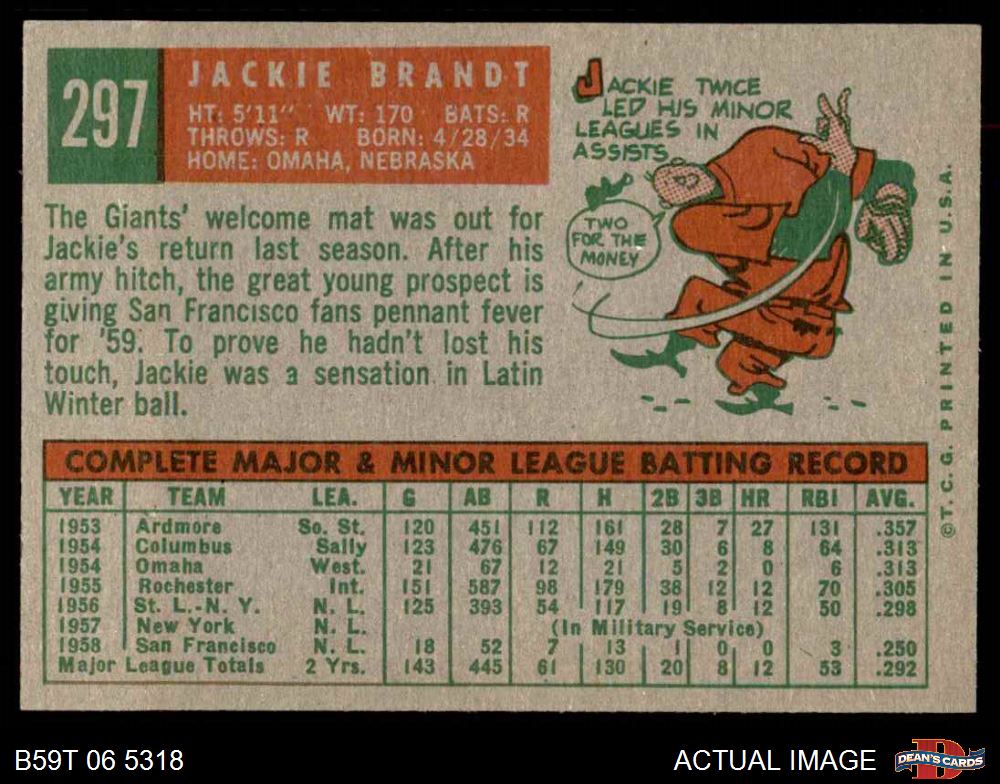 297
JACKIE BRANDT
HT: 5'11" WT: 170 BATS: R
THROWS: R BORN: 4/28/34
HOME: OMAHA, NEBRASKA
The Giants' welcome mat was out for
Jackie's return last season. After his
army hitch, the great young prospect is
giving San Francisco fans pennant fever
for '59. To prove he hadn't lost his
touch, Jackie was a sensation in Latin
Winter ball.
JACKIE TWICE
LED HIS MINOR
LEAGUES IN
ASSISTS
TWO
FOR THE
MONEY
©T. C. G. PRINTED IN U.S.A.
COMPLETE MAJOR & MINOR LEAGUE BATTING RECORD
YEAR TEAM LEA. G AB R H 2B 3B HR RBI AVG.
1953 Ardmore So. St. 120 451 112 161 28 7 27 131 .357
1954 Columbus Sally 123 476 67 149 30 6 8 64 .313
1954 Omaha West. 21 67 12 21 5 2 0 6 .313
1955 Rochester Int. 151 587 98 179 38 12 12 70 .305
1956 St. L.-N. Y. N. L. 125 393 54 117 19 8 12 50 .298
1957 New York N. L. (In Military Service)
1958 San Francisco N. L. 18 52 7 13 1 0 0 3 .250
Major League Totals 2 Yrs. 143 445 61 130 20 8 12 53 .292
B59T 06 5318
ACTUAL IMAGE
DEAN'S CARDS